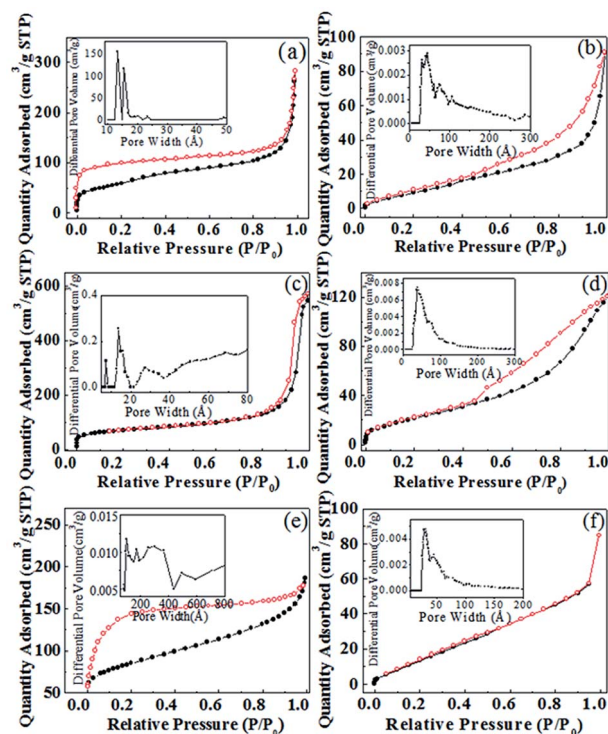 (a)
Quantity Adsorbed (cm³/g STP)
300
200
100
0
0.0 0.2 0.4 0.6 0.8 1.0
Relative Pressure (P/P₀)
Differential Pore Volume (cm³/g)
150
100
50
0
10 20 30 40 50
Pore Width (Å)
(b)
Quantity Adsorbed (cm³/g STP)
100
80
60
40
20
0
0.0 0.2 0.4 0.6 0.8 1.0
Relative Pressure (P/P₀)
Differential Pore Volume(cm³/g)
0.003
0.002
0.001
0.000
0 100 200 300
Pore Width (Å)
(c)
Quantity Adsorbed (cm³/g STP)
600
500
400
300
200
100
0.0 0.2 0.4 0.6 0.8 1.0
Relative Pressure (P/P₀)
Differential Pore Volume(cm³/g)
0.4
0.2
0.0
20 40 60 80
Pore Width (Å)
(d)
Quantity Adsorbed (cm³/g STP)
120
80
40
0
0.0 0.2 0.4 0.6 0.8 1.0
Relative Pressure (P/P₀)
Differential Pore Volume (cm³/g)
0.008
0.006
0.004
0.002
0.000
0 100 200 300
Pore Width (Å)
(e)
Quantity Adsorbed (cm³/g STP)
250
200
150
100
50
0.0 0.2 0.4 0.6 0.8 1.0
Relative Pressure (P/P₀)
Differential Pore Volume(cm³/g)
0.015
0.010
0.005
200 400 600 800
Pore Width(Å)
(f)
Quantity Adsorbed (cm³/g STP)
100
80
60
40
20
0
0.0 0.2 0.4 0.6 0.8 1.0
Relative Pressure (P/P₀)
Differential Pore Volume(cm³/g)
0.004
0.002
0.000
50 100 150 200
Pore Width (Å)